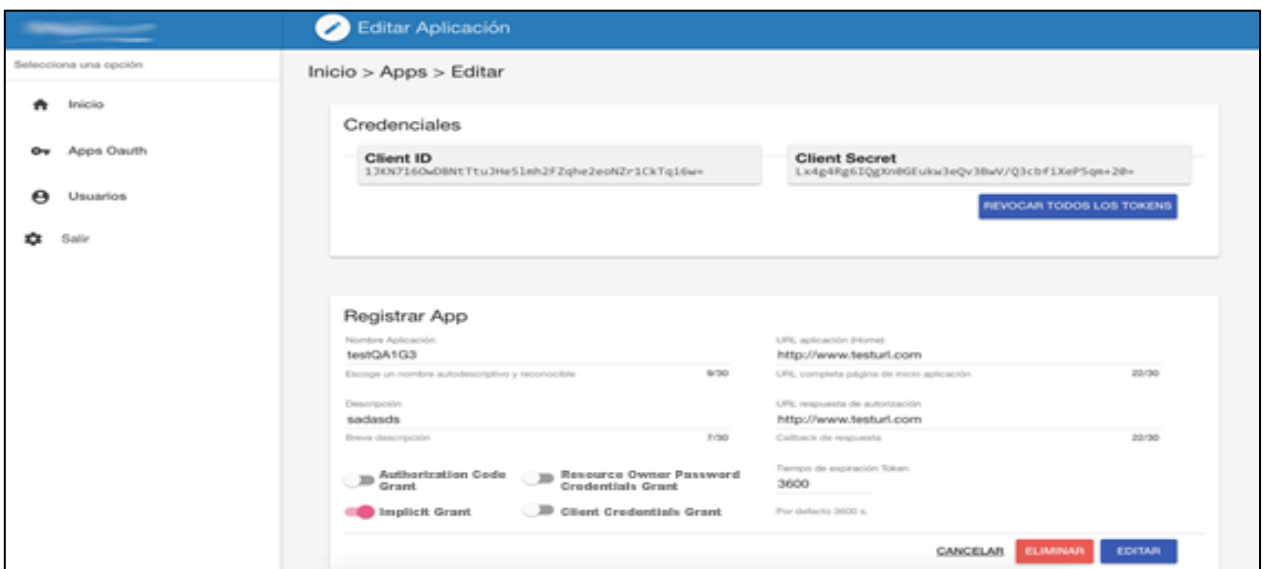 Editar Aplicación
Selecciona una opción
Inicio
Apps Oauth
Usuarios
Salir
Inicio > Apps > Editar
Credenciales
Client ID
1JKN716OwD8NtTtuJHe5lmh2FZqhe2eoNZr1CkTqi6w=
Client Secret
Lx4g4Rg6IQgXn0GEukw3eQv3BwV/Q3cbfiXeP5qm+20=
REVOCAR TODOS LOS TOKENS
Registrar App
Nombre Aplicación
testQA1G3
Escoge un nombre autodescriptivo y reconocible 9/30
URL aplicación (Home)
http://www.testurl.com
URL completa página de inicio aplicación 22/30
Descripción
sadasds
Breve descripción 7/30
URL respuesta de autorización
http://www.testurl.com
Callback de respuesta 22/30
Authorization Code
Grant
Resource Owner Password
Credentials Grant
Implicit Grant
Client Credentials Grant
Tiempo de expiración Token
3600
Por defecto 3600 s.
CANCELAR ELIMINAR EDITAR